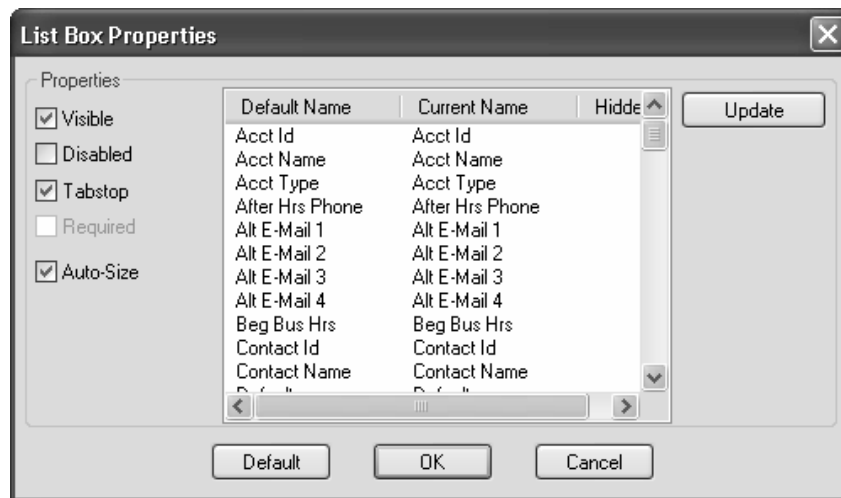 List Box Properties
Properties
Visible
Disabled
Tabstop
Required
Auto-Size
Default Name Current Name Hidde
Acct Id Acct Id
Acct Name Acct Name
Acct Type Acct Type
After Hrs Phone After Hrs Phone
Alt E-Mail 1 Alt E-Mail 1
Alt E-Mail 2 Alt E-Mail 2
Alt E-Mail 3 Alt E-Mail 3
Alt E-Mail 4 Alt E-Mail 4
Beg Bus Hrs Beg Bus Hrs
Contact Id Contact Id
Contact Name Contact Name
Update
Default OK Cancel